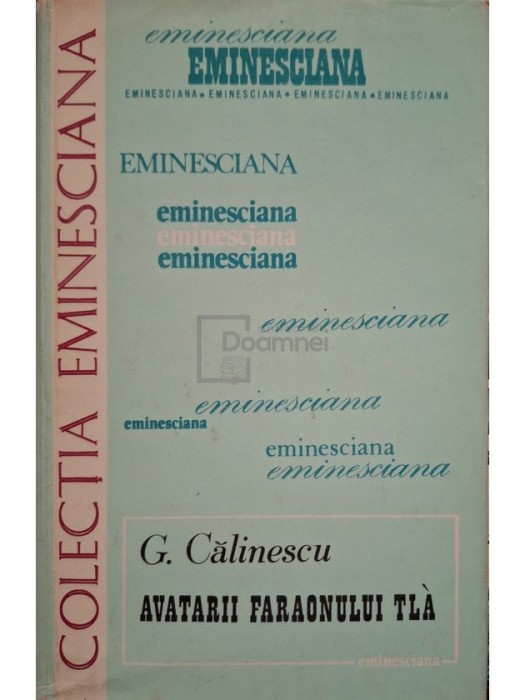 COLECȚIA EMINESCIANA
eminesciana
EMINESCIANA
EMINESCIANA • EMINESCIANA • EMINESCIANA • EMINESCIANA
EMINESCIANA
eminesciana
eminesciana
eminesciana
eminesciana
Doamnei
eminesciana
eminesciana
eminesciana
eminesciana
G. Călinescu
AVATARII FARAONULUI TLÀ
eminesciana